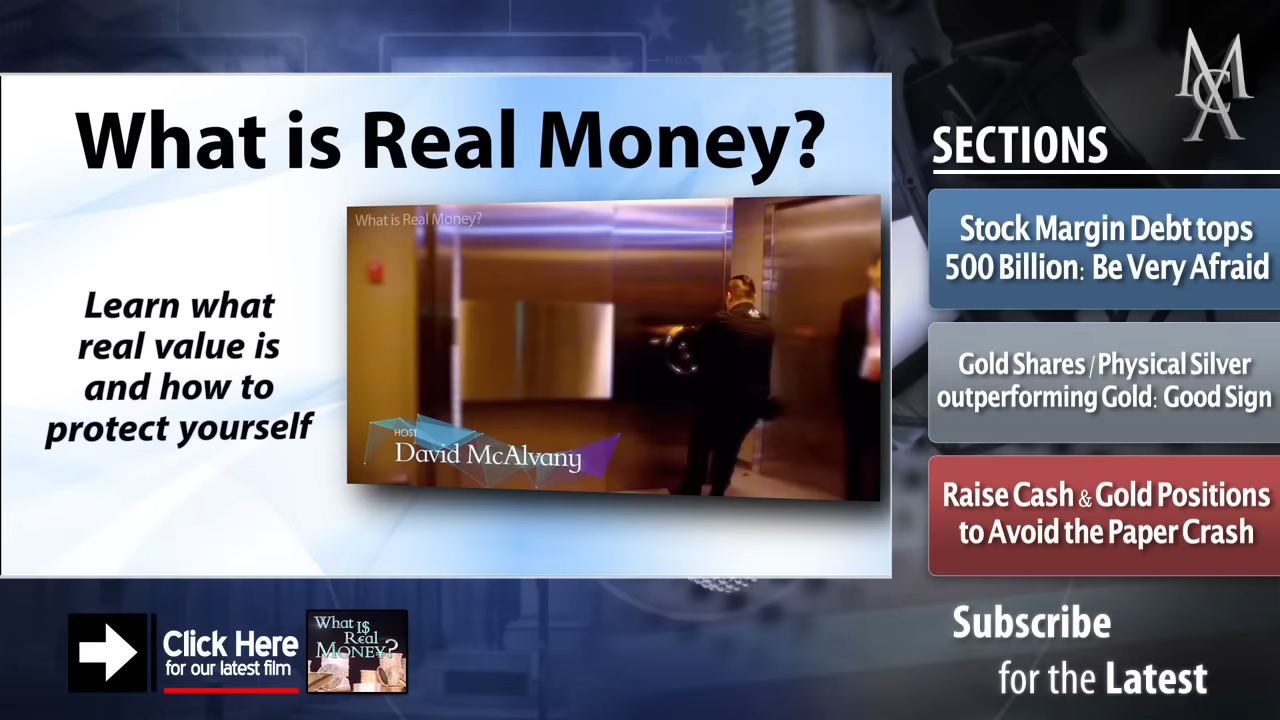 What is Real Money?
Learn what
real value is
and how to
protect yourself
What is Real Money?
HOST
David McAlvany
MCA
SECTIONS
Stock Margin Debt tops
500 Billion: Be Very Afraid
Gold Shares / Physical Silver
outperforming Gold: Good Sign
Raise Cash & Gold Positions
to Avoid the Paper Crash
Click Here
for our latest film
What I$
R€al
MON€¥?
Subscribe
for the Latest